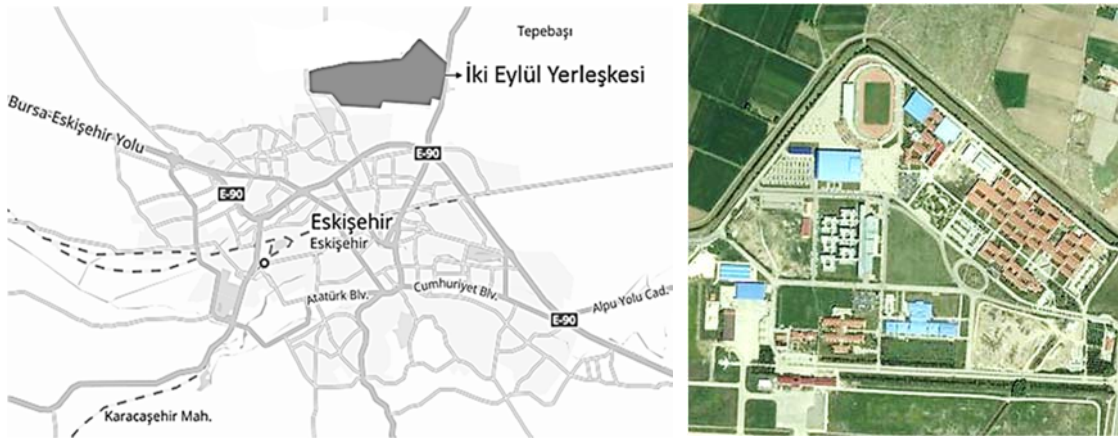 Tepebaşı
İki Eylül Yerleşkesi
Bursa-Eskişehir Yolu
E-90
E-90
Eskişehir
Eskişehir
Atatürk Blv.
Cumhuriyet Blv.
Alpu Yolu Cad.
E-90
Karacaşehir Mah.